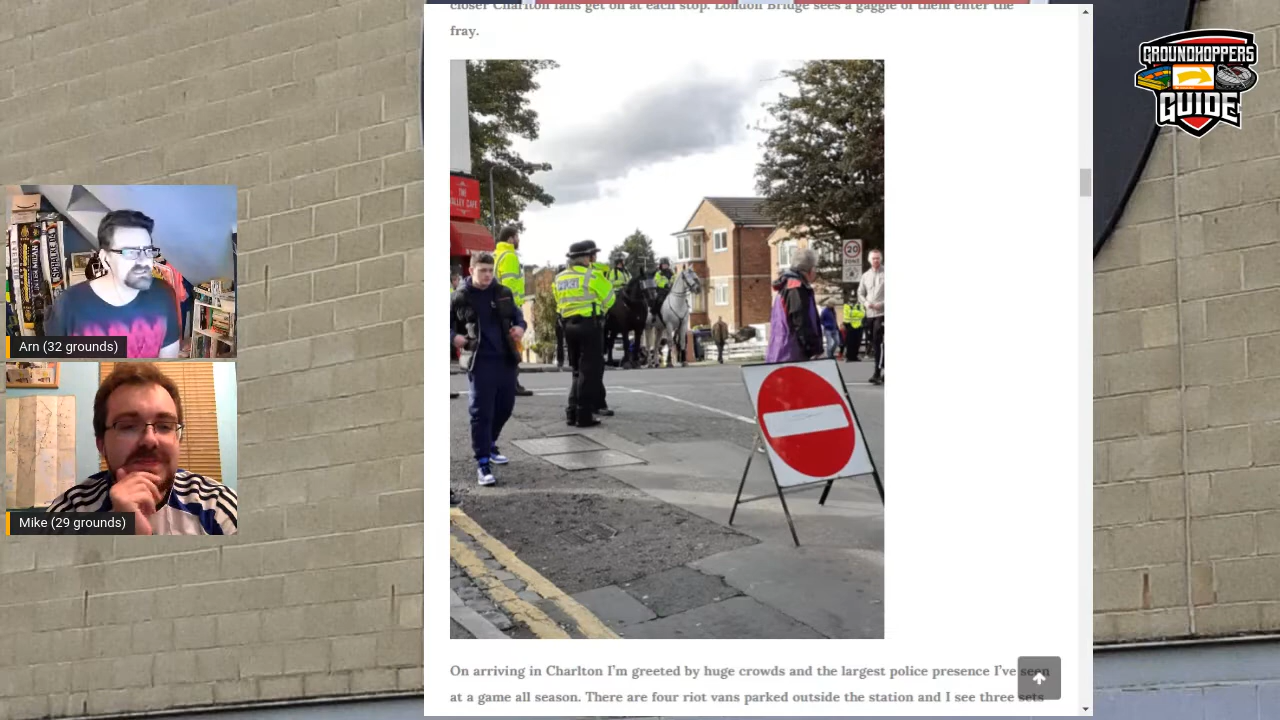 closer Charlton fans get on at each stop. London Bridge sees a gaggle of them enter the
fray.
GROUNDHOPPERS
GUIDE
THE
VALLEY CAFE
POLICE
20
ZONE
Arn (32 grounds)
Mike (29 grounds)
On arriving in Charlton I'm greeted by huge crowds and the largest police presence I've seen
at a game all season. There are four riot vans parked outside the station and I see three sets